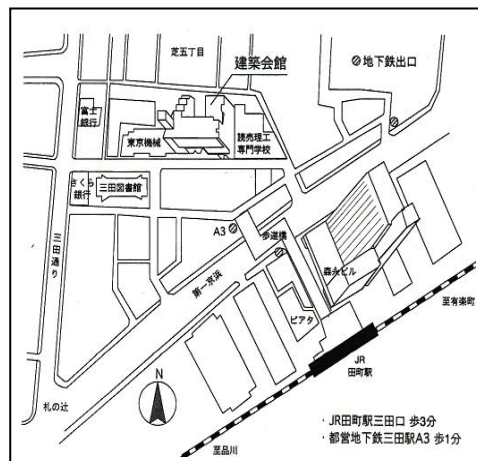 芝五丁目
建築会館
地下鉄出口
富士
銀行
東京機械
読売理工
専門学校
さくら
銀行
三田図書館
三田通り
A3
歩道橋
第一京浜
森永ビル
ピアタ
至有楽町
JR
田町駅
札の辻
N
至品川
・JR田町駅三田口 歩3分
・都営地下鉄三田駅A3 歩1分